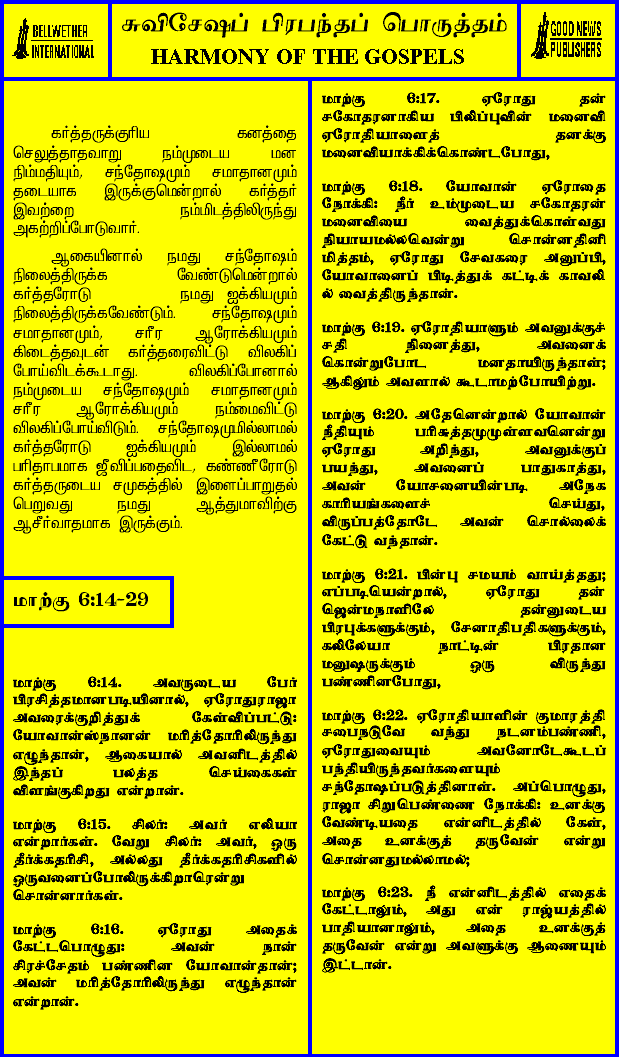 BELLWETHER
INTERNATIONAL
சுவிசேஷப் பிரபந்தப் பொருத்தம்
HARMONY OF THE GOSPELS
GOOD NEWS
PUBLISHERS
கர்த்தருக்குரிய கனத்தை
செலுத்தாதவாறு நம்முடைய மன
நிம்மதியும், சந்தோஷமும் சமாதானமும்
தடையாக இருக்குமென்றால் கர்த்தர்
இவற்றை நம்மிடத்திலிருந்து
அகற்றிப்போடுவார்.
ஆகையினால் நமது சந்தோஷம்
நிலைத்திருக்க வேண்டுமென்றால்
கர்த்தரோடு நமது ஐக்கியமும்
நிலைத்திருக்கவேண்டும். சந்தோஷமும்
சமாதானமும், சரீர ஆரோக்கியமும்
கிடைத்தவுடன் கர்த்தரைவிட்டு விலகிப்
போய்விடக்கூடாது. விலகிப்போனால்
நம்முடைய சந்தோஷமும் சமாதானமும்
சரீர ஆரோக்கியமும் நம்மைவிட்டு
விலகிப்போய்விடும். சந்தோஷமுமில்லாமல்
கர்த்தரோடு ஐக்கியமும் இல்லாமல்
பரிதாபமாக ஜீவிப்பதைவிட, கண்ணீரோடு
கர்த்தருடைய சமுகத்தில் இளைப்பாறுதல்
பெறுவது நமது ஆத்துமாவிற்கு
ஆசீர்வாதமாக இருக்கும்.
மாற்கு 6:14-29
மாற்கு 6:14. அவருடைய பேர்
பிரசித்தமானபடியினால், ஏரோதுராஜா
அவரைக்குறித்துக் கேள்விப்பட்டு:
யோவான்ஸ்நானன் மரித்தோரிலிருந்து
எழுந்தான், ஆகையால் அவனிடத்தில்
இந்தப் பலத்த செய்கைகள்
விளங்குகிறது என்றான்.
மாற்கு 6:15. சிலர்: அவர் எலியா
என்றார்கள். வேறு சிலர்: அவர், ஒரு
தீர்க்கதரிசி, அல்லது தீர்க்கதரிசிகளில்
ஒருவனைப்போலிருக்கிறாரென்று
சொன்னார்கள்.
மாற்கு 6:16. ஏரோது அதைக்
கேட்டபொழுது: அவன் நான்
சிரச்சேதம் பண்ணின யோவான்தான்;
அவன் மரித்தோரிலிருந்து எழுந்தான்
என்றான்.
மாற்கு 6:17. ஏரோது தன்
சகோதரனாகிய பிலிப்புவின் மனைவி
ஏரோதியாளைத் தனக்கு
மனைவியாக்கிக்கொண்டபோது,
மாற்கு 6:18. யோவான் ஏரோதை
நோக்கி: நீர் உம்முடைய சகோதரன்
மனைவியை வைத்துக்கொள்வது
நியாயமல்லவென்று சொன்னதினி
மித்தம், ஏரோது சேவகரை அனுப்பி,
யோவானைப் பிடித்துக் கட்டிக் காவலி
ல் வைத்திருந்தான்.
மாற்கு 6:19. ஏரோதியாளும் அவனுக்குச்
சதி நினைத்து, அவனைக்
கொன்றுபோட மனதாயிருந்தாள்;
ஆகிலும் அவளால் கூடாமற்போயிற்று.
மாற்கு 6:20. அதேனென்றால் யோவான்
நீதியும் பரிசுத்தமுமுள்ளவனென்று
ஏரோது அறிந்து, அவனுக்குப்
பயந்து, அவனைப் பாதுகாத்து,
அவன் யோசனையின்படி அநேக
காரியங்களைச் செய்து,
விருப்பத்தோடே அவன் சொல்லைக்
கேட்டு வந்தான்.
மாற்கு 6:21. பின்பு சமயம் வாய்த்தது;
எப்படியென்றால், ஏரோது தன்
ஜென்மநாளிலே தன்னுடைய
பிரபுக்களுக்கும், சேனாதிபதிகளுக்கும்,
கலிலேயா நாட்டின் பிரதான
மனுஷருக்கும் ஒரு விருந்து
பண்ணினபோது,
மாற்கு 6:22. ஏரோதியாளின் குமாரத்தி
சபைநடுவே வந்து நடனம்பண்ணி,
ஏரோதுவையும் அவனோடேகூடப்
பந்தியிருந்தவர்களையும்
சந்தோஷப்படுத்தினாள். அப்பொழுது,
ராஜா சிறுபெண்ணை நோக்கி: உனக்கு
வேண்டியதை என்னிடத்தில் கேள்,
அதை உனக்குத் தருவேன் என்று
சொன்னதுமல்லாமல்;
மாற்கு 6:23. நீ என்னிடத்தில் எதைக்
கேட்டாலும், அது என் ராஜ்யத்தில்
பாதியானாலும், அதை உனக்குத்
தருவேன் என்று அவளுக்கு ஆணையும்
இட்டான்.